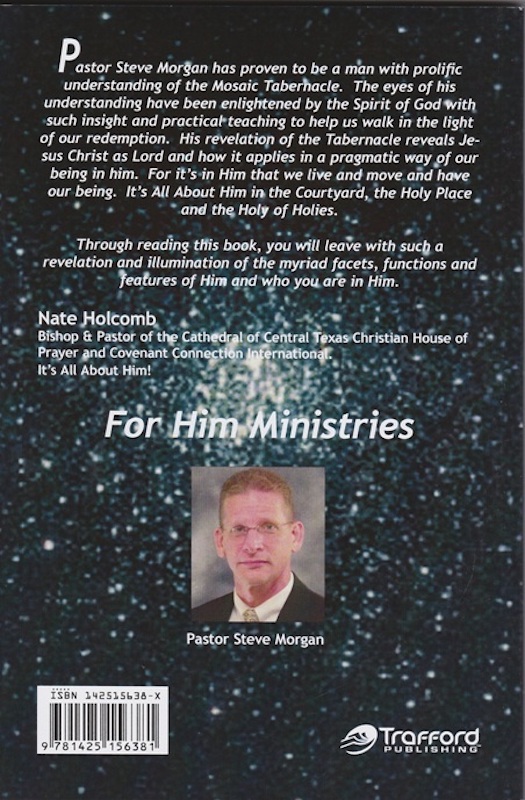 Pastor Steve Morgan has proven to be a man with prolific
understanding of the Mosaic Tabernacle. The eyes of his
understanding have been enlightened by the Spirit of God with
such insight and practical teaching to help us walk in the light
of our redemption. His revelation of the Tabernacle reveals Je-
sus Christ as Lord and how it applies in a pragmatic way of our
being in him. For it's in Him that we live and move and have
our being. It's All About Him in the Courtyard, the Holy Place
and the Holy of Holies.
Through reading this book, you will leave with such a
revelation and illumination of the myriad facets, functions and
features of Him and who you are in Him.
Nate Holcomb
Bishop & Pastor of the Cathedral of Central Texas Christian House of
Prayer and Covenant Connection International.
It's All About Him!
For Him Ministries
Pastor Steve Morgan
ISBN 142515638-X
9 781425 156381
Trafford
PUBLISHING™